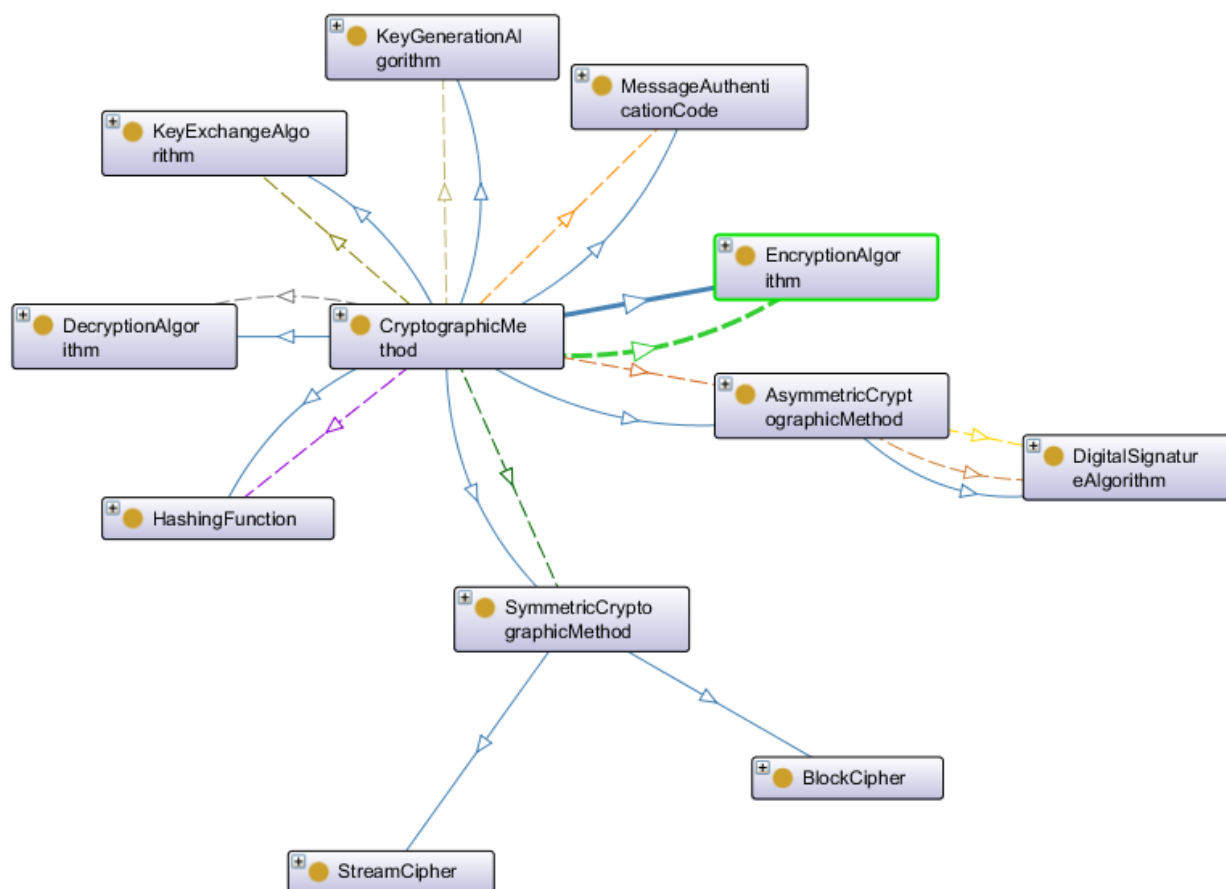 KeyGenerationAl
gorithm
MessageAuthenti
cationCode
KeyExchangeAlgo
rithm
EncryptionAlgor
ithm
DecryptionAlgor
ithm
CryptographicMe
thod
AsymmetricCrypt
ographicMethod
DigitalSignatur
eAlgorithm
HashingFunction
SymmetricCrypto
graphicMethod
BlockCipher
StreamCipher